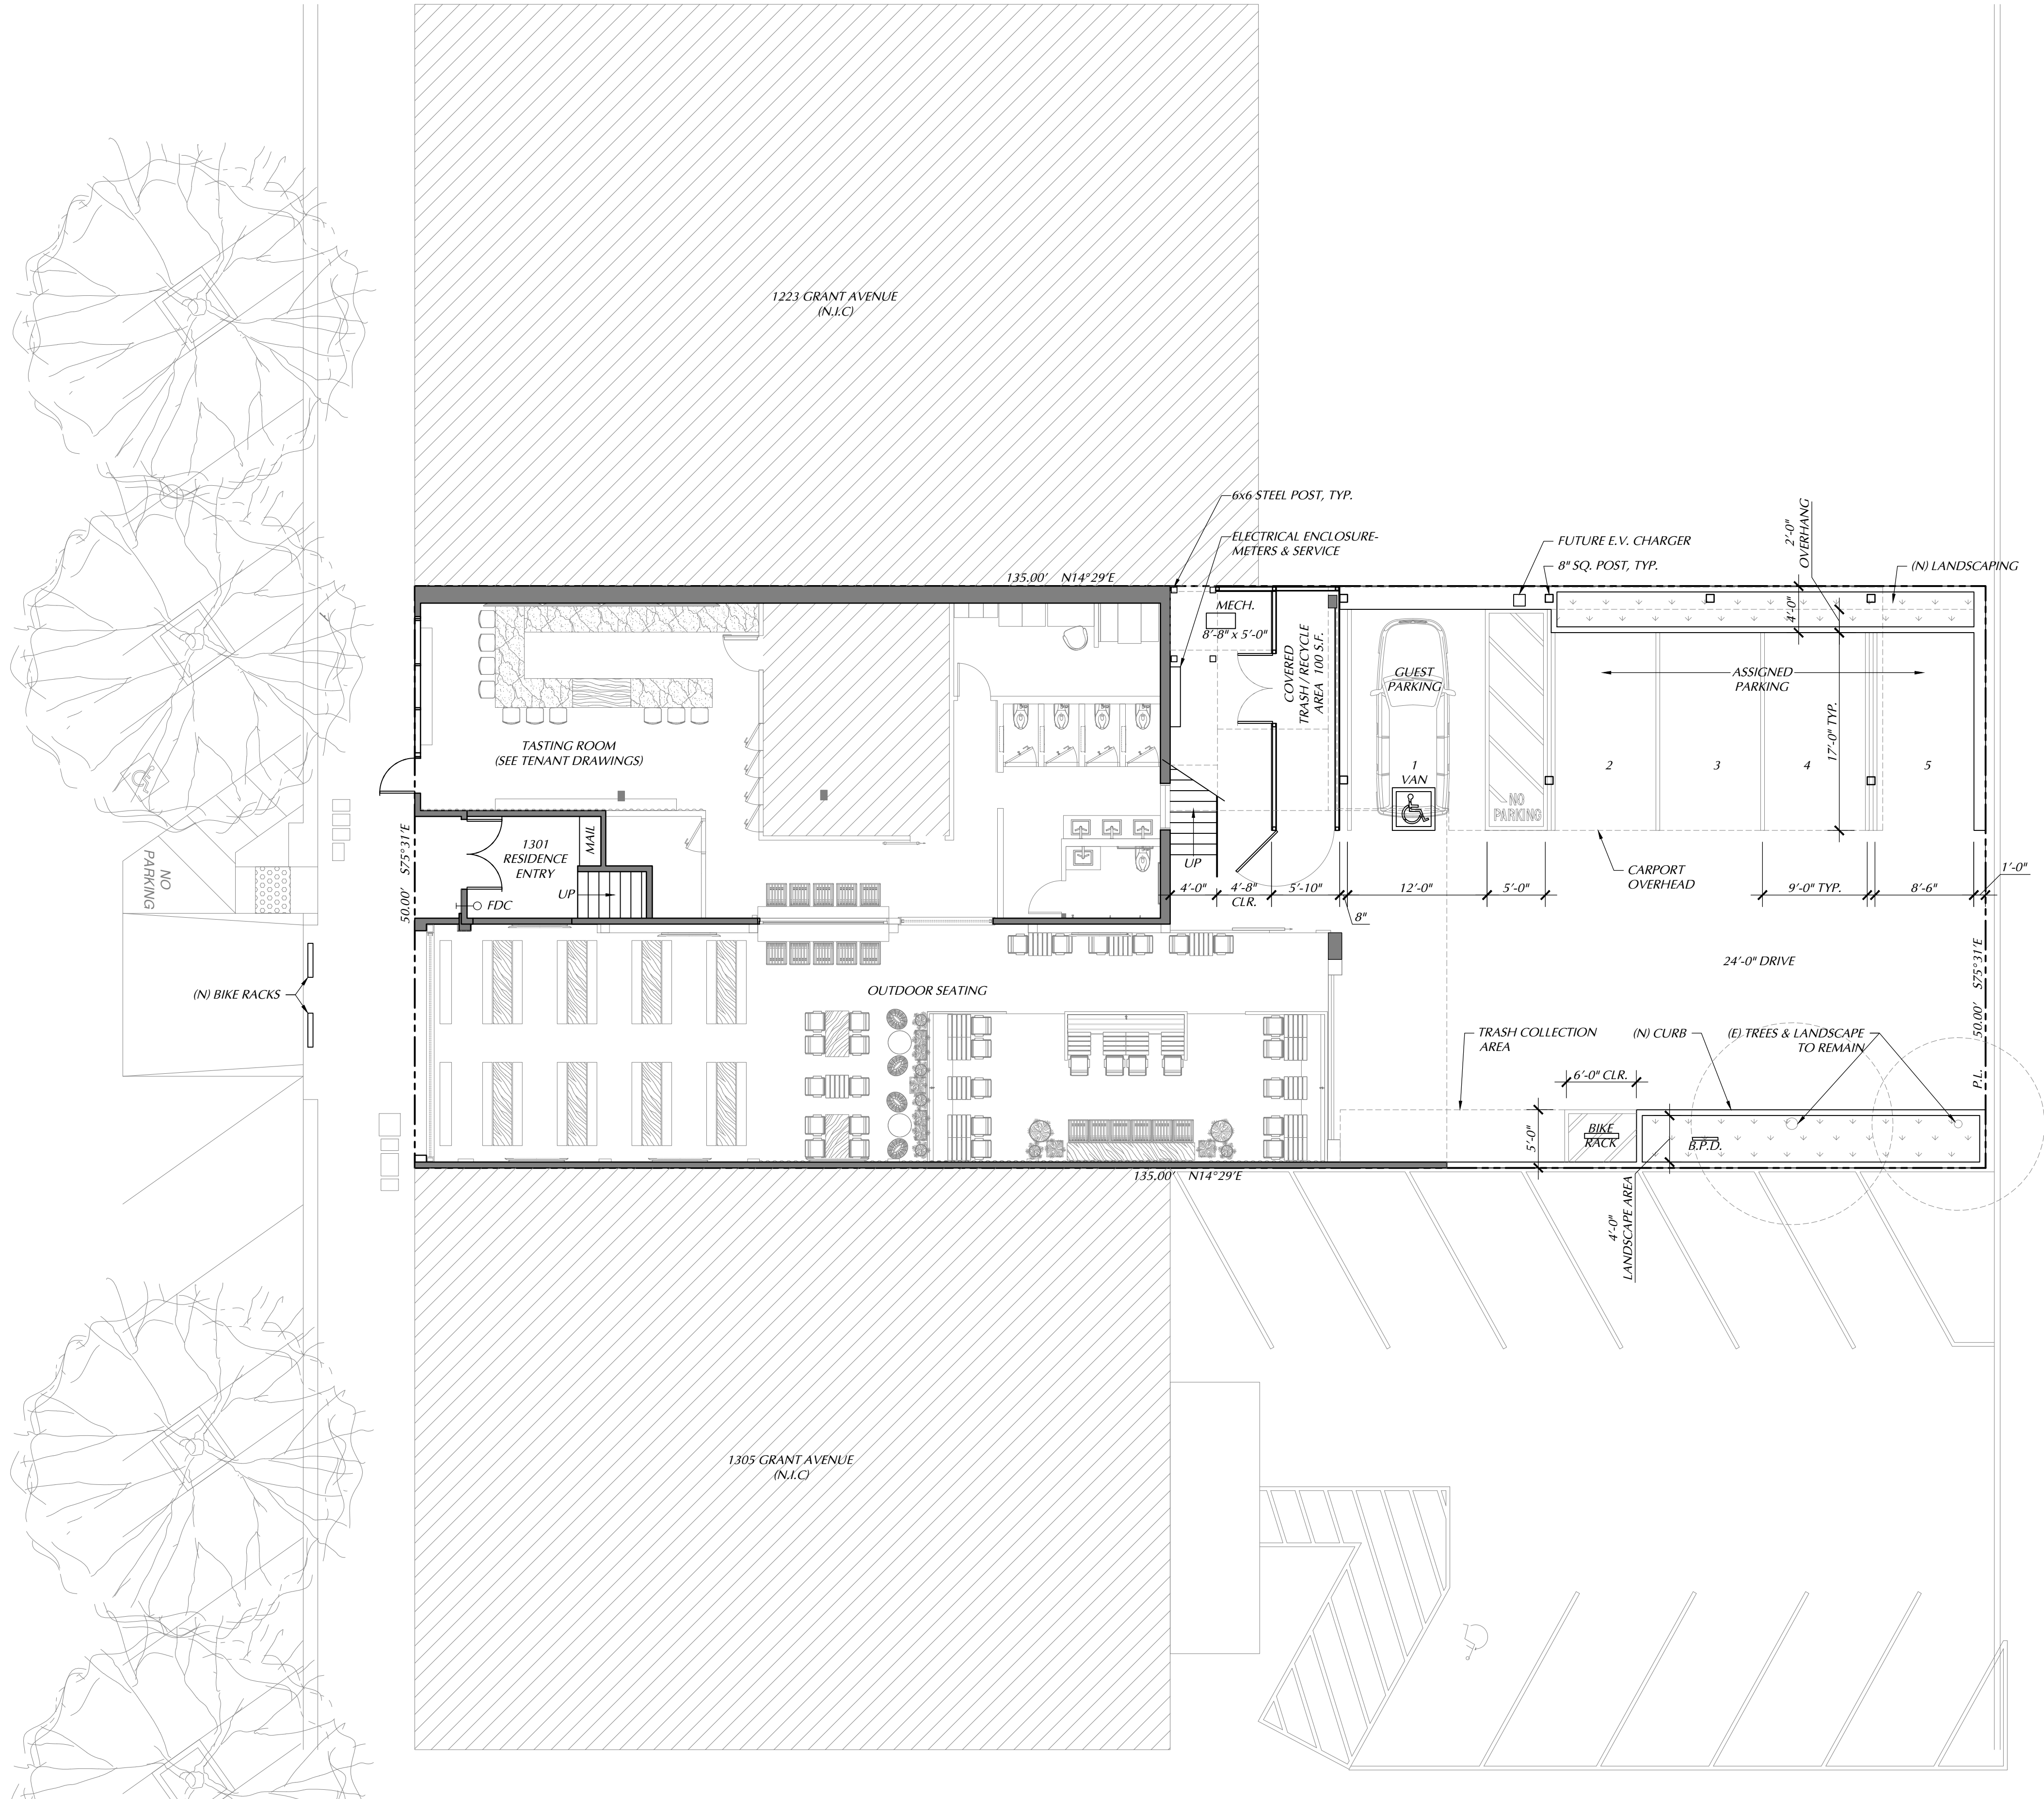 1223 GRANT AVENUE
(N.I.C)
6x6 STEEL POST, TYP.
ELECTRICAL ENCLOSURE-
METERS & SERVICE
FUTURE E.V. CHARGER
8" SQ. POST, TYP.
2'-0"
OVERHANG
(N) LANDSCAPING
135.00'   N14°29'E
MECH.
8'-8" x 5'-0"
COVERED
TRASH / RECYCLE
AREA  100 S.F.
4'-0"
GUEST
PARKING
ASSIGNED
PARKING
17'-0" TYP.
TASTING ROOM
(SEE TENANT DRAWINGS)
1
VAN
2
3
4
5
NO
PARKING
1301
RESIDENCE
ENTRY
MAIL
UP
FDC
UP
50.00'   S75°31'E
NO
PARKING
4'-0"
4'-8"
CLR.
5'-10"
8"
12'-0"
5'-0"
CARPORT
OVERHEAD
9'-0" TYP.
8'-6"
1'-0"
24'-0" DRIVE
50.00'   S75°31'E
P.L.
(N) BIKE RACKS
OUTDOOR SEATING
TRASH COLLECTION
AREA
(N) CURB
(E) TREES & LANDSCAPE
TO REMAIN
6'-0" CLR.
5'-0"
BIKE
RACK
B.P.D.
135.00'   N14°29'E
4'-0"
LANDSCAPE AREA
1305 GRANT AVENUE
(N.I.C)